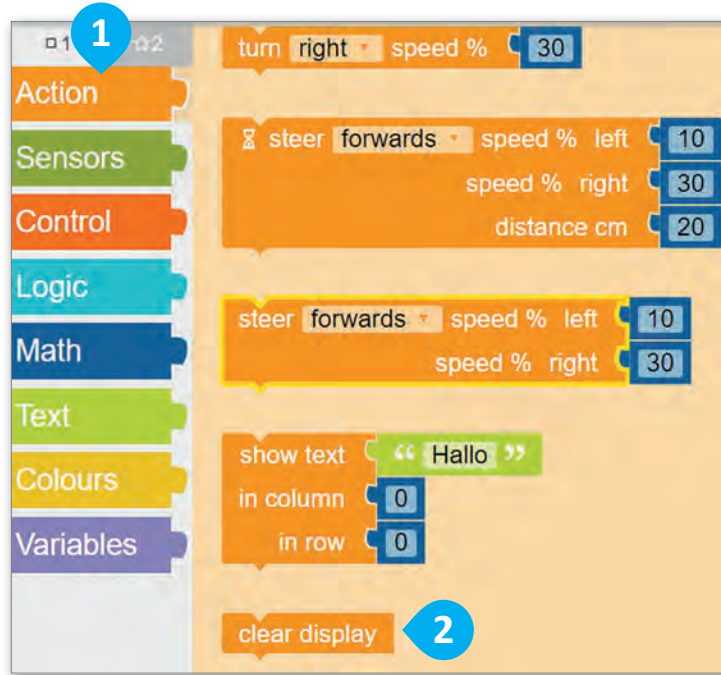 1
1
2
Action
Sensors
Control
Logic
Math
Text
Colours
Variables
turn right speed % 30
steer forwards speed % left 10
speed % right 30
distance cm 20
steer forwards speed % left 10
speed % right 30
show text “ Hallo ”
in column 0
in row 0
clear display 2